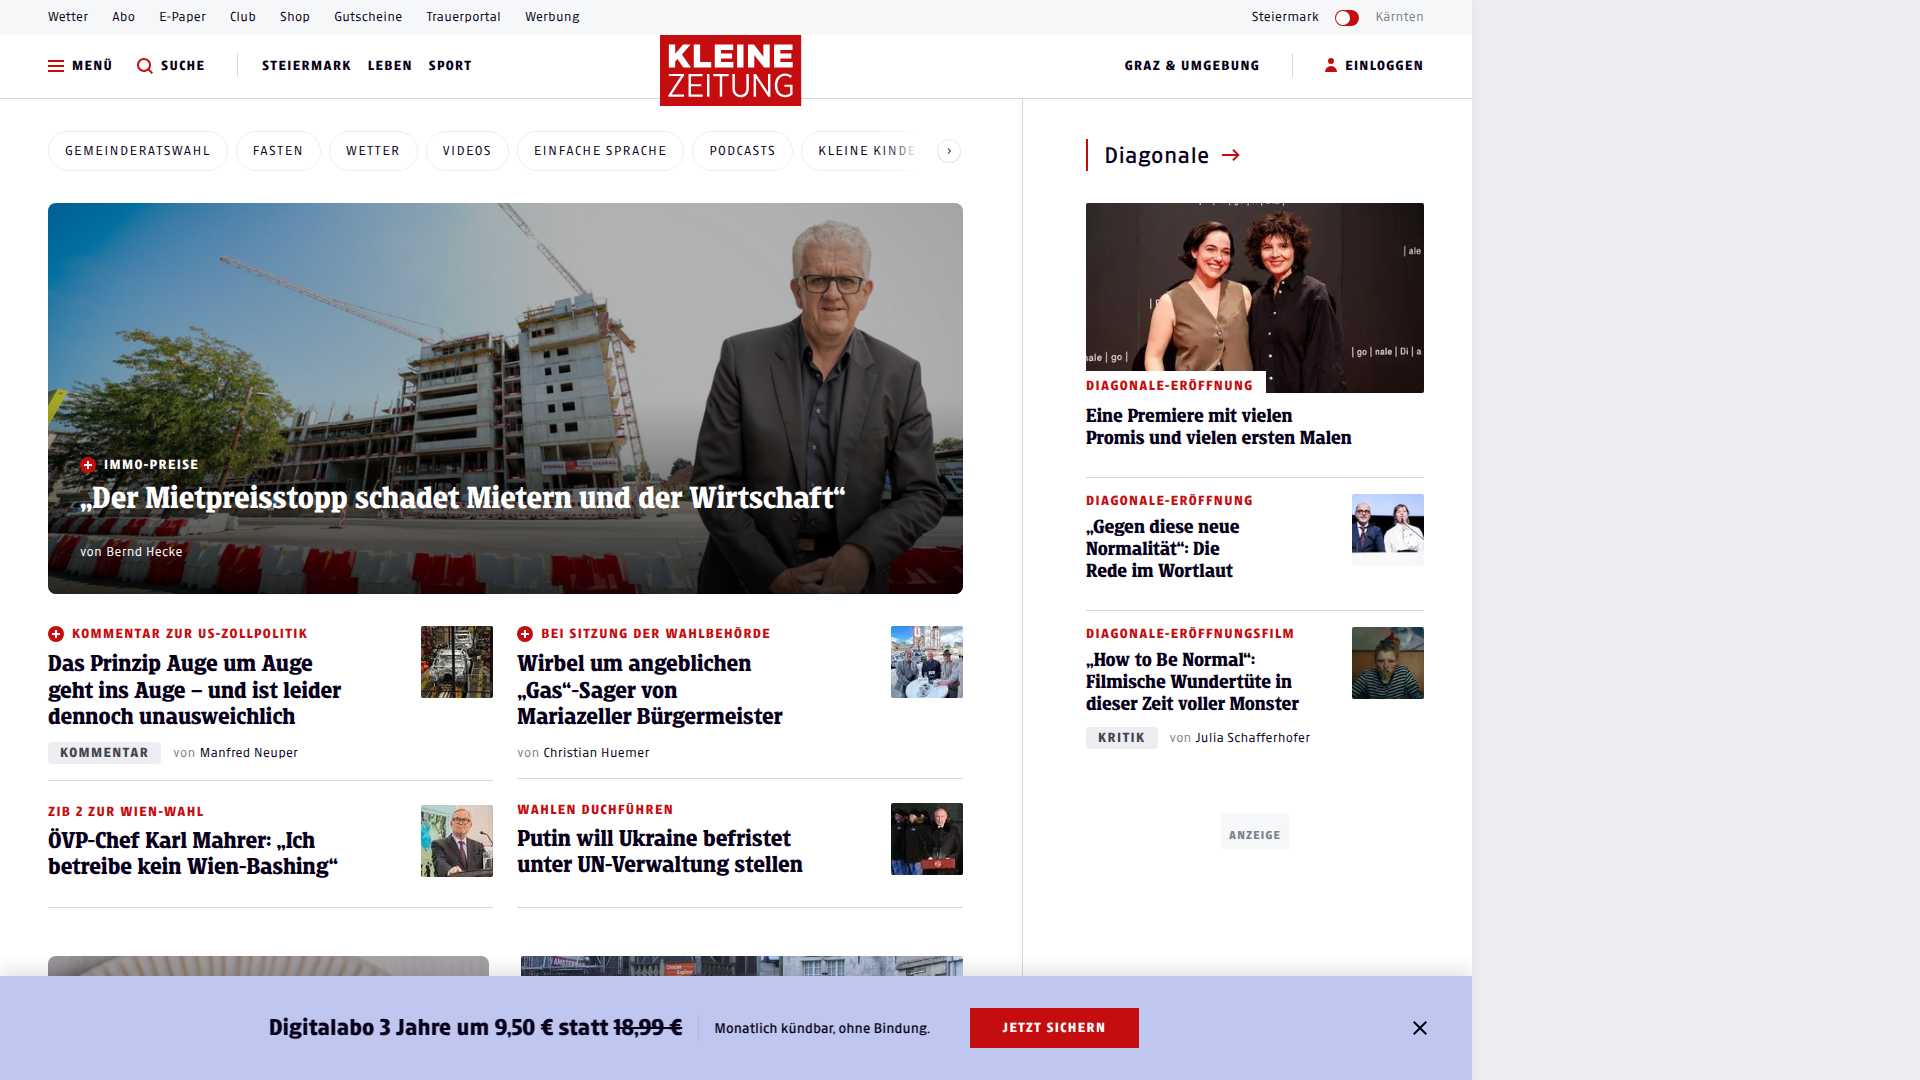 Wetter Abo E-Paper Club Shop Gutscheine Trauerportal Werbung
Steiermark Kärnten
MENÜ SUCHE STEIERMARK LEBEN SPORT
KLEINE
ZEITUNG
GRAZ & UMGEBUNG EINLOGGEN
GEMEINDERATSWAHL FASTEN WETTER VIDEOS EINFACHE SPRACHE PODCASTS KLEINE KINDE
IMMO-PREISE
„Der Mietpreisstopp schadet Mietern und der Wirtschaft“
von Bernd Hecke
KOMMENTAR ZUR US-ZOLLPOLITIK
Das Prinzip Auge um Auge
geht ins Auge – und ist leider
dennoch unausweichlich
KOMMENTAR von Manfred Neuper
BEI SITZUNG DER WAHLBEHÖRDE
Wirbel um angeblichen
„Gas“-Sager von
Mariazeller Bürgermeister
von Christian Huemer
ZIB 2 ZUR WIEN-WAHL
ÖVP-Chef Karl Mahrer: „Ich
betreibe kein Wien-Bashing“
WAHLEN DUCHFÜHREN
Putin will Ukraine befristet
unter UN-Verwaltung stellen
Diagonale
| ale
ale | go |
| go | nale | Di | a
DIAGONALE-ERÖFFNUNG
Eine Premiere mit vielen
Promis und vielen ersten Malen
DIAGONALE-ERÖFFNUNG
„Gegen diese neue
Normalität“: Die
Rede im Wortlaut
DIAGONALE-ERÖFFNUNGSFILM
„How to Be Normal“:
Filmische Wundertüte in
dieser Zeit voller Monster
KRITIK von Julia Schafferhofer
ANZEIGE
Digitalabo 3 Jahre um 9,50 € statt 18,99 €
Monatlich kündbar, ohne Bindung.
JETZT SICHERN